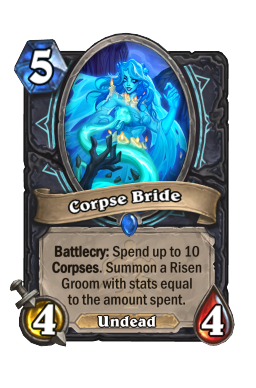 5
Corpse Bride
Battlecry: Spend up to 10
Corpses. Summon a Risen
Groom with stats equal
to the amount spent.
4
Undead
4